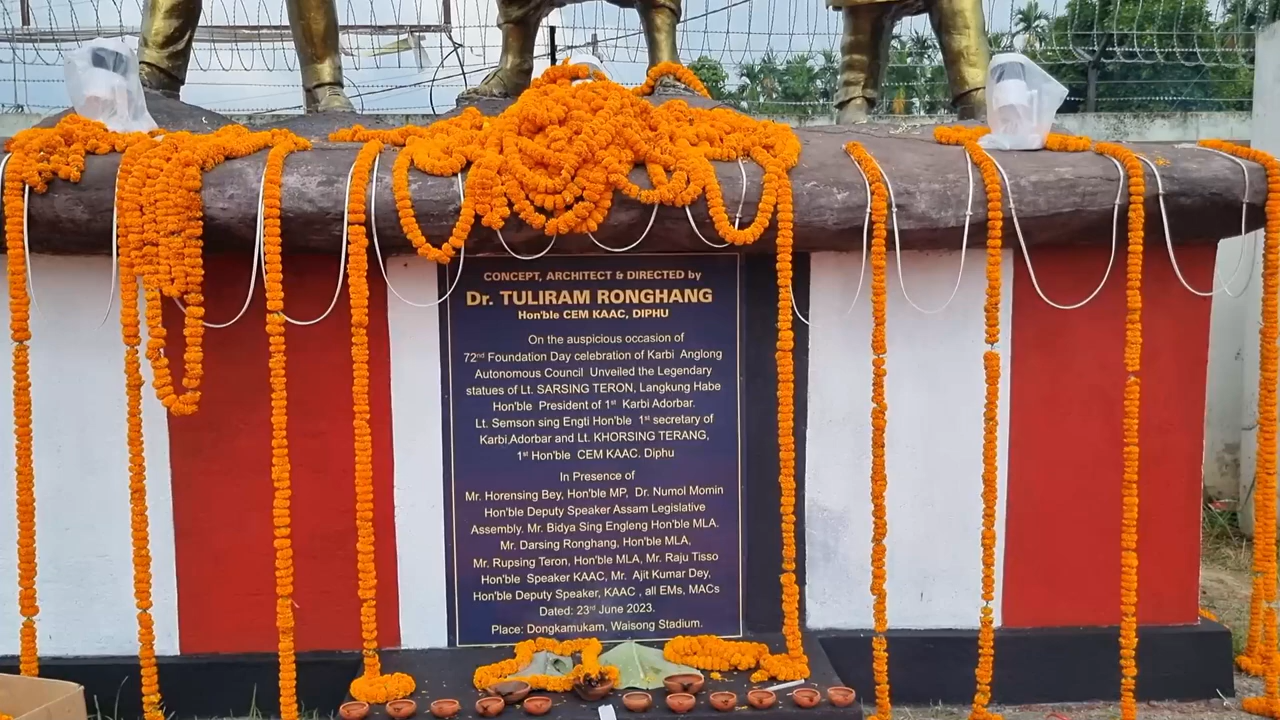 CONCEPT, ARCHITECT & DIRECTED by
Dr. TULIRAM RONGHANG
Hon'ble CEM KAAC, DIPHU
On the auspicious occasion of
72nd Foundation Day celebration of Karbi Anglong
Autonomous Council Unveiled the Legendary
statues of Lt. SARSING TERON, Langkung Habe
Hon'ble President of 1st Karbi Adorbar.
Lt. Semson sing Engti Hon'ble 1st secretary of
Karbi,Adorbar and Lt. KHORSING TERANG,
1st Hon'ble CEM KAAC. Diphu
In Presence of
Mr. Horensing Bey, Hon'ble MP, Dr. Numol Momin
Hon'ble Deputy Speaker Assam Legislative
Assembly. Mr. Bidya Sing Engleng Hon'ble MLA.
Mr. Darsing Ronghang, Hon'ble MLA,
Mr. Rupsing Teron, Hon'ble MLA, Mr. Raju Tisso
Hon'ble Speaker KAAC, Mr. Ajit Kumar Dey,
Hon'ble Deputy Speaker, KAAC , all EMs, MACs
Dated: 23rd June 2023.
Place: Dongkamukam, Waisong Stadium.